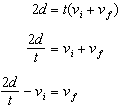 2d = t(v_i + v_f)
2d/t = v_i + v_f
2d/t − v_i = v_f